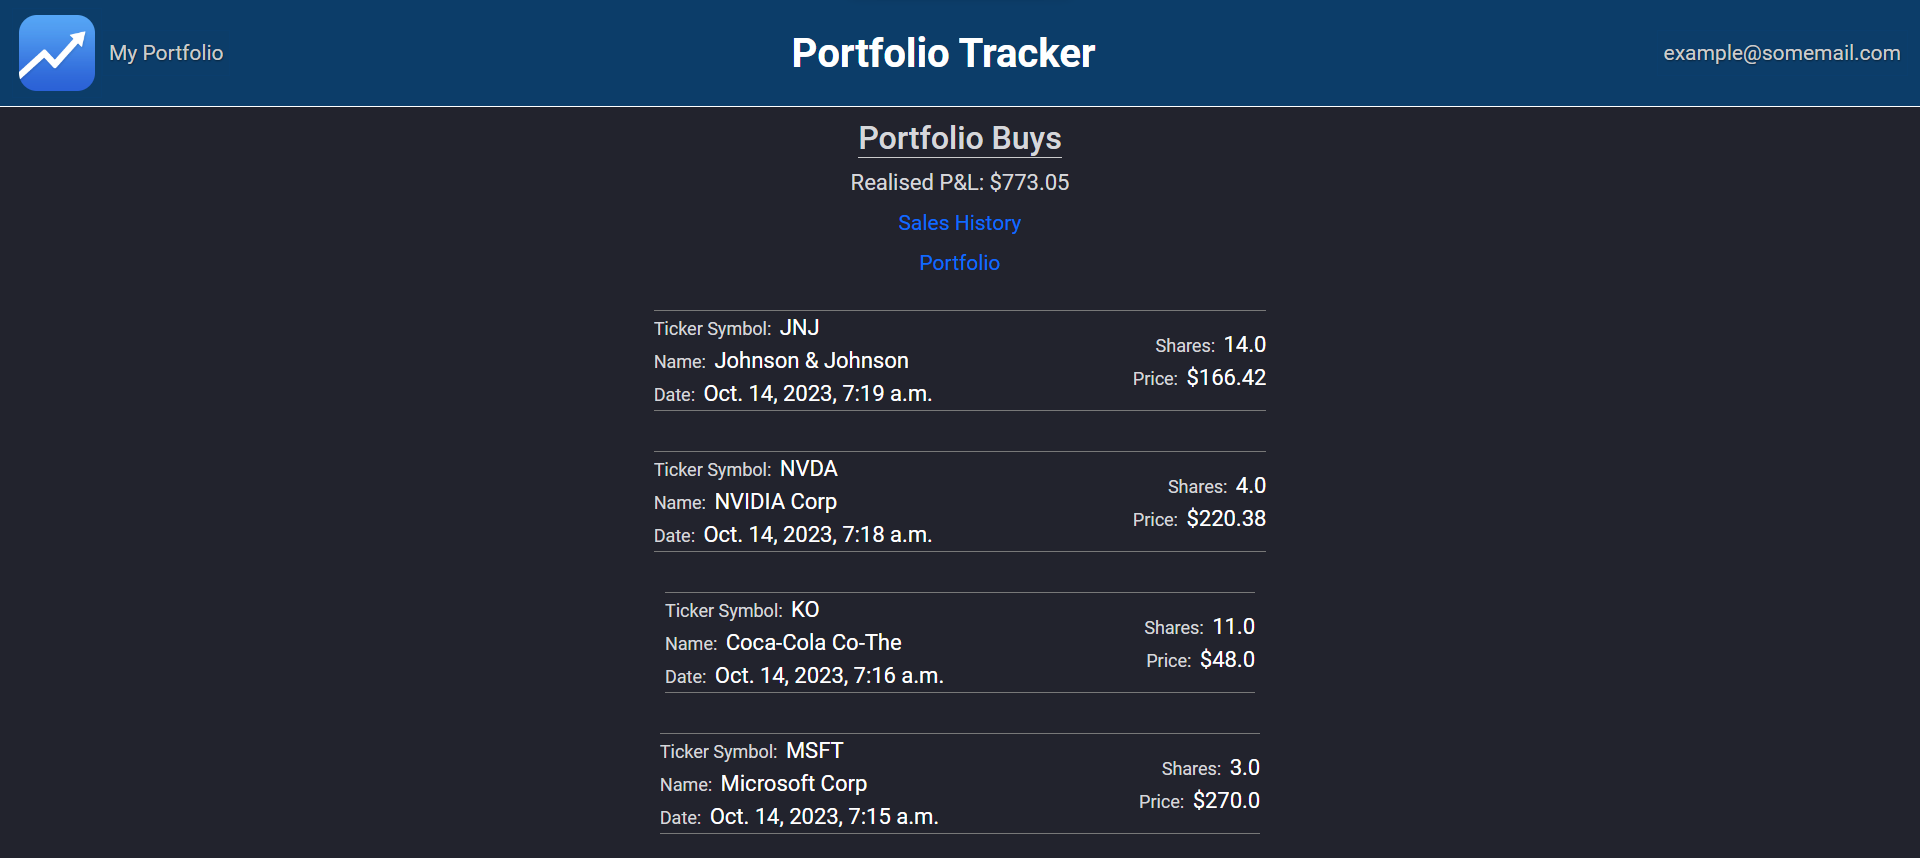 My Portfolio
Portfolio Tracker
example@somemail.com
Portfolio Buys
Realised P&L: $773.05
Sales History
Portfolio
Ticker Symbol: JNJ
Name: Johnson & Johnson
Date: Oct. 14, 2023, 7:19 a.m.
Shares: 14.0
Price: $166.42
Ticker Symbol: NVDA
Name: NVIDIA Corp
Date: Oct. 14, 2023, 7:18 a.m.
Shares: 4.0
Price: $220.38
Ticker Symbol: KO
Name: Coca-Cola Co-The
Date: Oct. 14, 2023, 7:16 a.m.
Shares: 11.0
Price: $48.0
Ticker Symbol: MSFT
Name: Microsoft Corp
Date: Oct. 14, 2023, 7:15 a.m.
Shares: 3.0
Price: $270.0